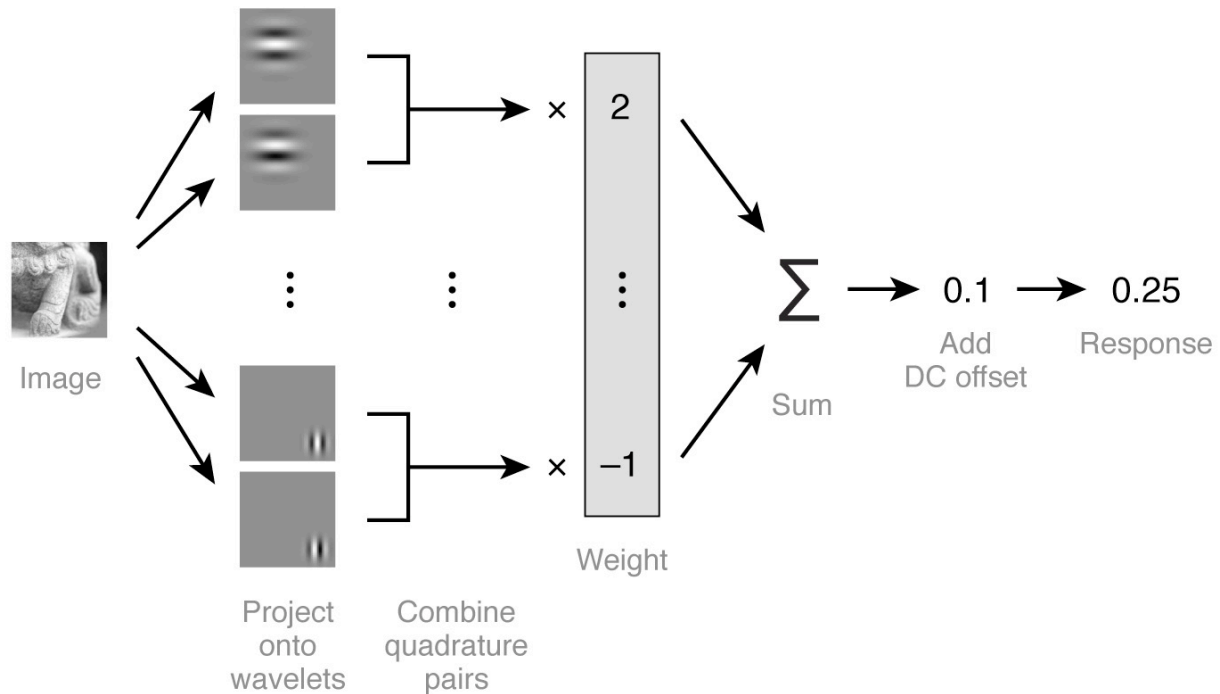 × 2
⋮ ⋮ ⋮
× –1
Image
Project
onto
wavelets
Combine
quadrature
pairs
Weight
∑
Sum
0.1
Add
DC offset
0.25
Response